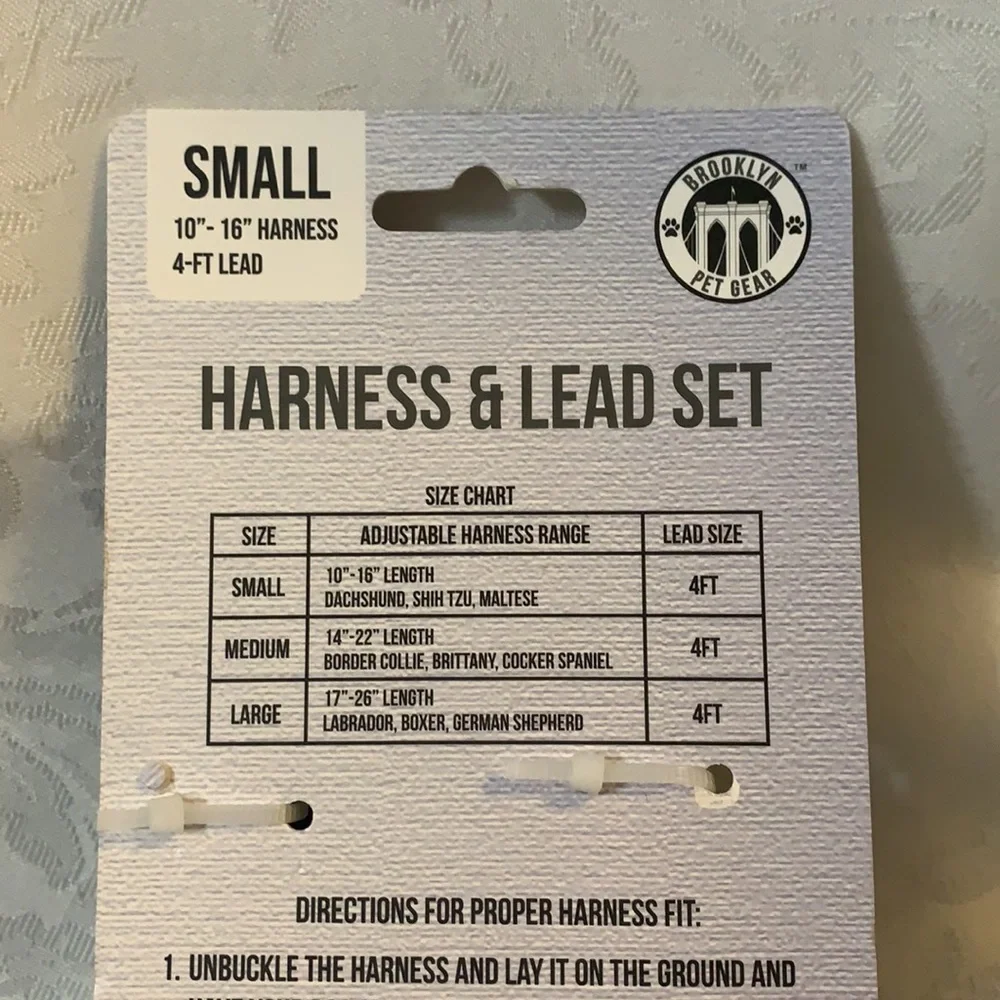 SMALL
10”- 16” HARNESS
4-FT LEAD
BROOKLYN
PET GEAR
™
HARNESS & LEAD SET
SIZE CHART
SIZE ADJUSTABLE HARNESS RANGE LEAD SIZE
SMALL 10”-16” LENGTH 4FT
DACHSHUND, SHIH TZU, MALTESE
MEDIUM 14”-22” LENGTH 4FT
BORDER COLLIE, BRITTANY, COCKER SPANIEL
LARGE 17”-26” LENGTH 4FT
LABRADOR, BOXER, GERMAN SHEPHERD
DIRECTIONS FOR PROPER HARNESS FIT:
1. UNBUCKLE THE HARNESS AND LAY IT ON THE GROUND AND